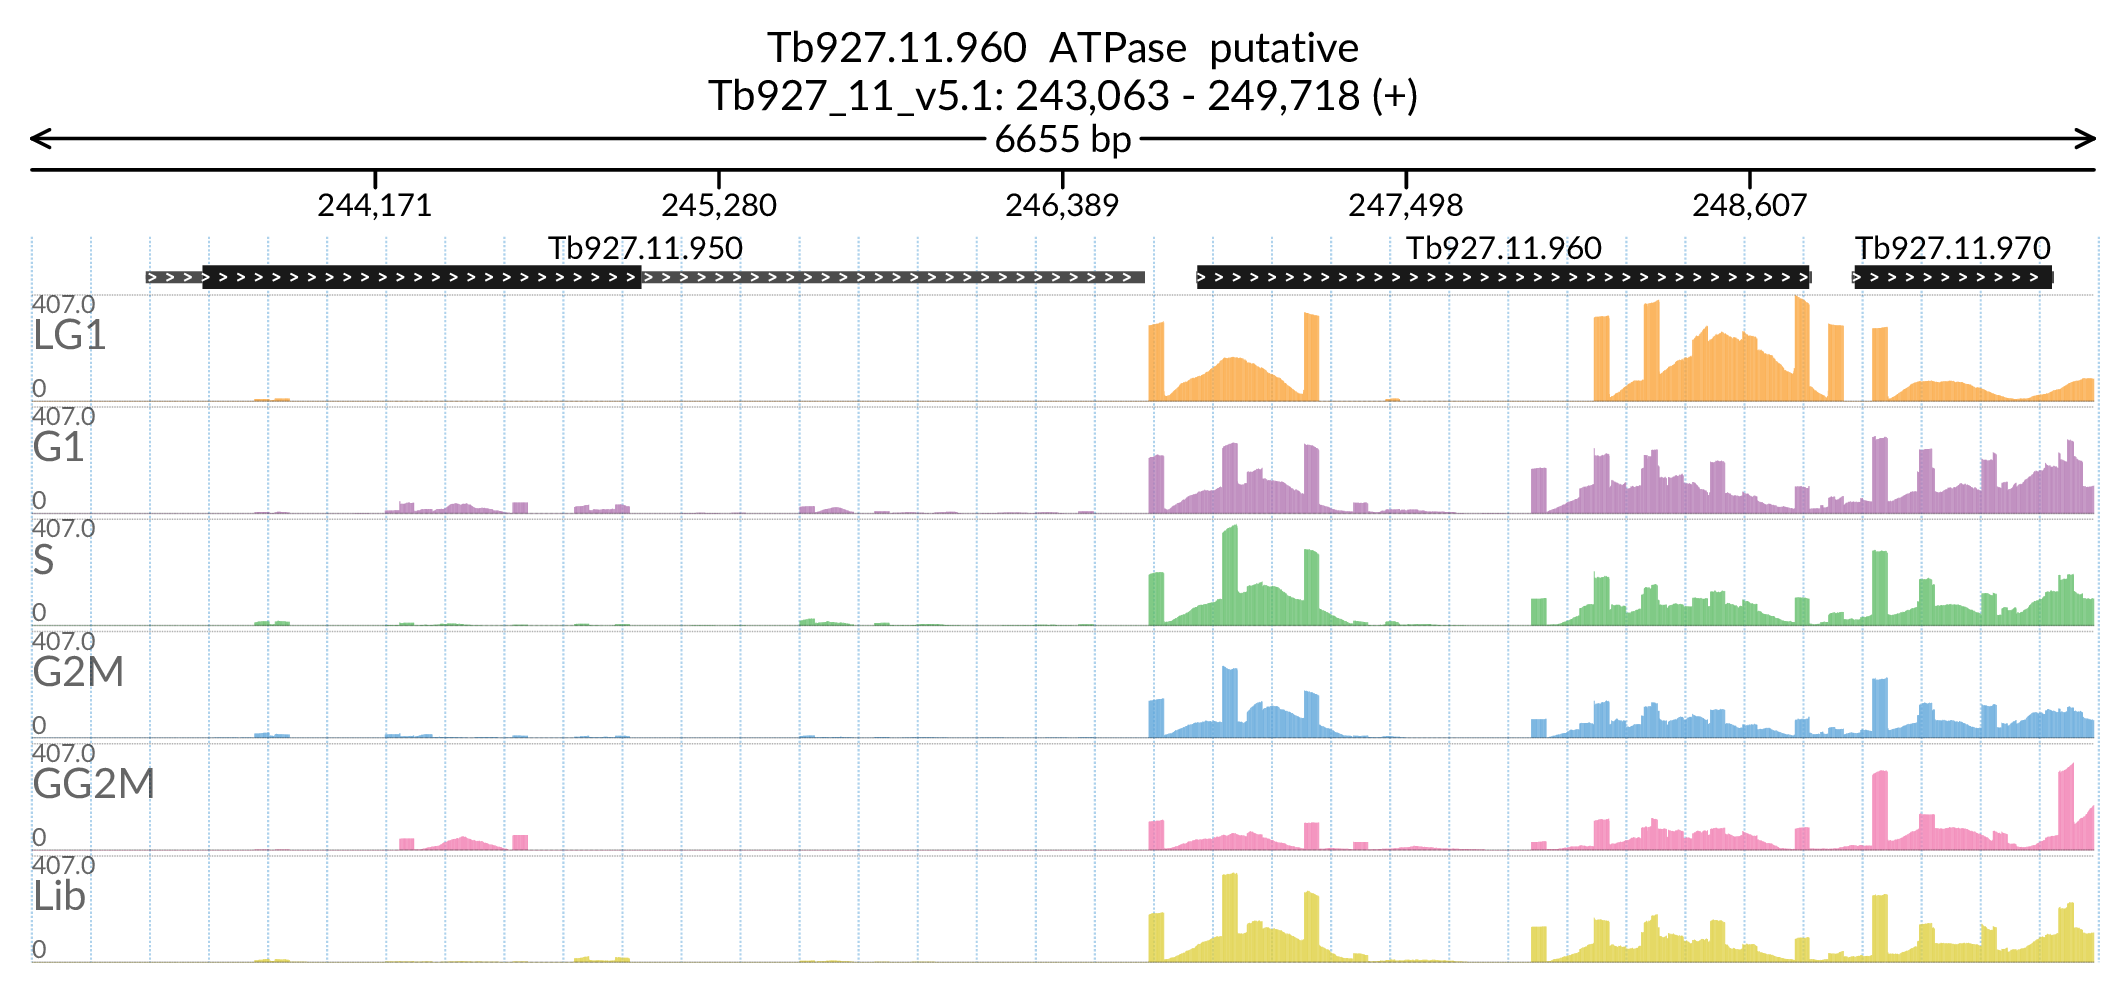 Tb927.11.960 ATPase putative
Tb927_11_v5.1: 243,063 - 249,718 (+)
6655 bp
244,171 245,280 246,389 247,498 248,607
Tb927.11.950 Tb927.11.960 Tb927.11.970
407.0
LG1
0
407.0
G1
0
407.0
S
0
407.0
G2M
0
407.0
GG2M
0
407.0
Lib
0